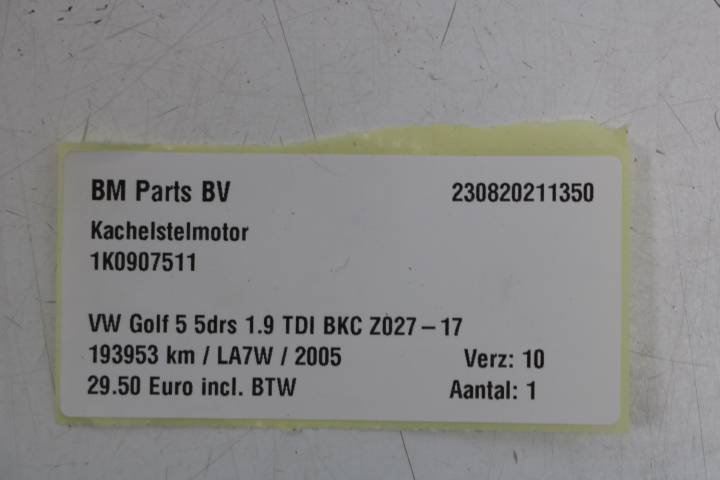 BM Parts BV 230820211350
Kachelstelmotor
1K0907511
VW Golf 5 5drs 1.9 TDI BKC Z027-17
193953 km / LA7W / 2005 Verz: 10
29.50 Euro incl. BTW Aantal: 1